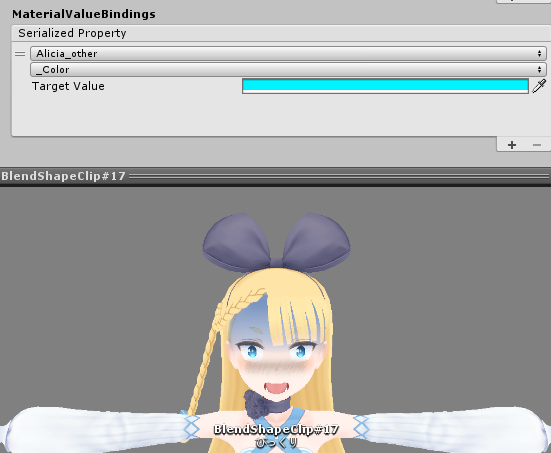 MaterialValueBindings
Serialized Property
Alicia_other
_Color
Target Value
BlendShapeClip#17
BlendShapeClip#17
びっくり